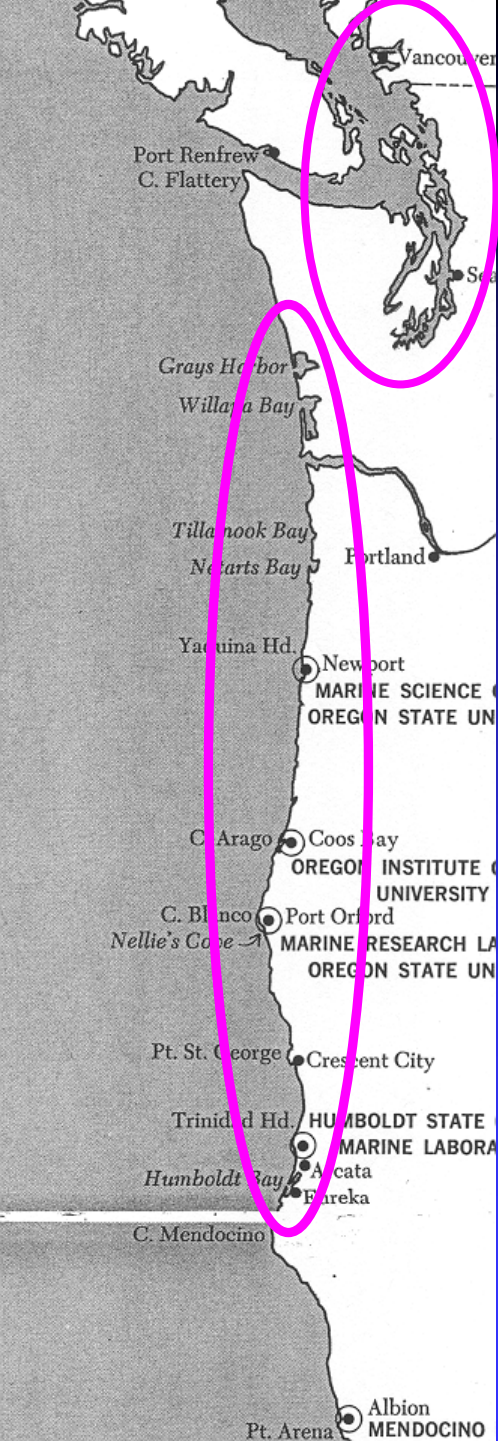 Vancouver
Port Renfrew
C. Flattery
Sea
Grays Harbor
Willapa Bay
Tillamook Bay
Portland
Netarts Bay
Yaquina Hd.
Newport
MARINE SCIENCE
OREGON STATE UN
C. Arago
Coos Bay
OREGON INSTITUTE
UNIVERSITY
C. Blanco
Port Orford
Nellie's Cove
MARINE RESEARCH LA
OREGON STATE UN
Pt. St. George
Crescent City
Trinidad Hd.
HUMBOLDT STATE
MARINE LABORA
Arcata
Humboldt Bay
Eureka
C. Mendocino
Albion
MENDOCINO
Pt. Arena